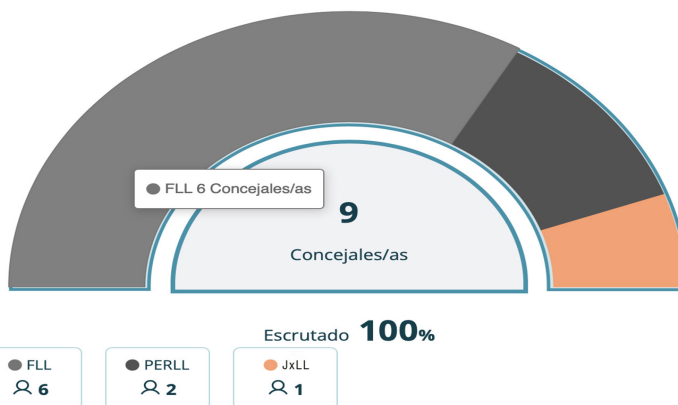 FLL 6 Concejales/as
9
Concejales/as
Escrutado 100%
FLL
6
PERLL
2
JxLL
1